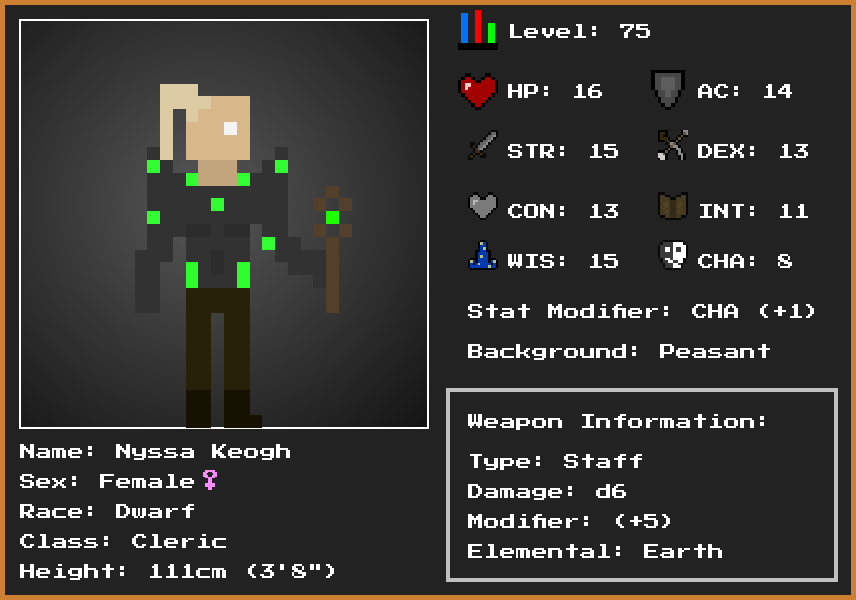 Level: 75
HP: 16
AC: 14
STR: 15
DEX: 13
CON: 13
INT: 11
WIS: 15
CHA: 8
Stat Modifier: CHA (+1)
Background: Peasant
Weapon Information:
Type: Staff
Damage: d6
Modifier: (+5)
Elemental: Earth
Name: Nyssa Keogh
Sex: Female♀
Race: Dwarf
Class: Cleric
Height: 111cm (3'8")